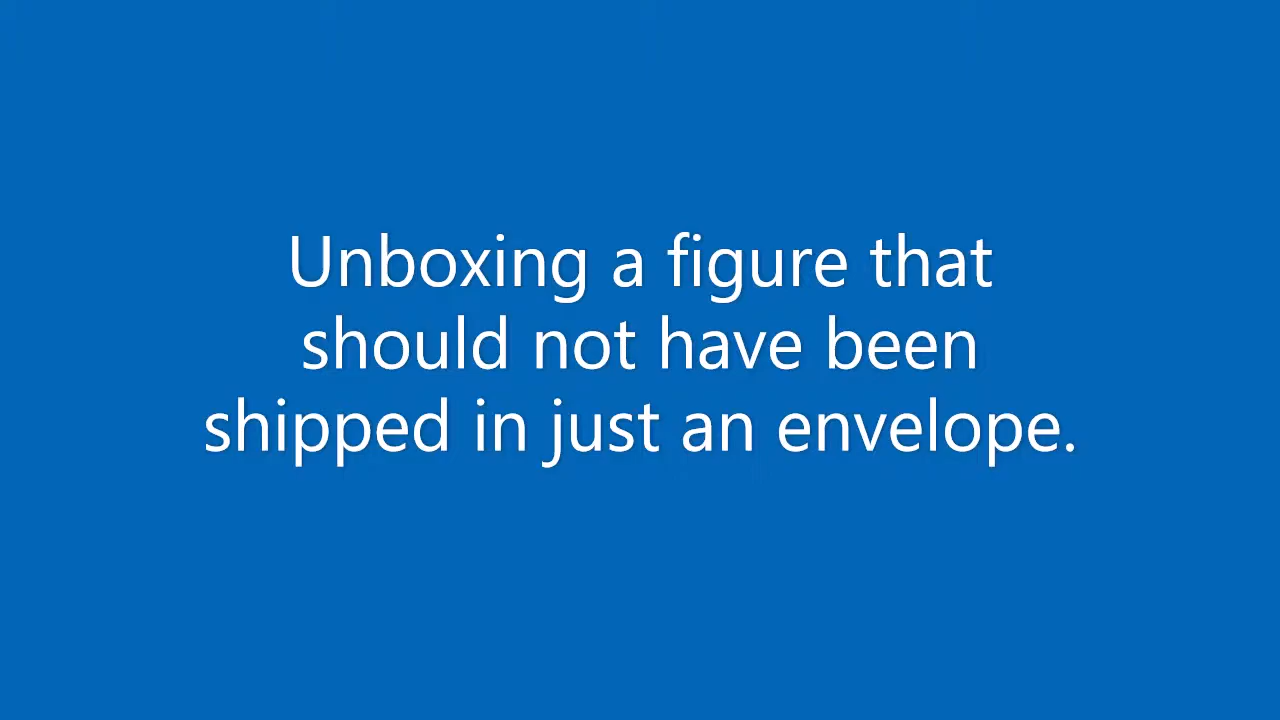 Unboxing a figure that
should not have been
shipped in just an envelope.